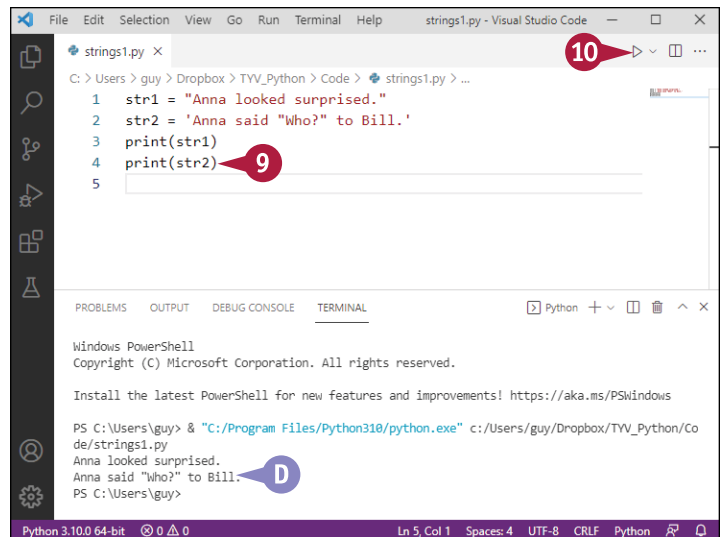 File Edit Selection View Go Run Terminal Help strings1.py - Visual Studio Code
strings1.py
10
C: > Users > guy > Dropbox > TYV_Python > Code > strings1.py > ...
1 str1 = "Anna looked surprised."
2 str2 = 'Anna said "Who?" to Bill.'
3 print(str1)
4 print(str2)
9
5
PROBLEMS OUTPUT DEBUG CONSOLE TERMINAL Python
Windows PowerShell
Copyright (C) Microsoft Corporation. All rights reserved.
Install the latest PowerShell for new features and improvements! https://aka.ms/PSWindows
PS C:\Users\guy> & "C:/Program Files/Python310/python.exe" c:/Users/guy/Dropbox/TYV_Python/Co
de/strings1.py
Anna looked surprised.
Anna said "Who?" to Bill.
D
PS C:\Users\guy>
Python 3.10.0 64-bit 0 0 Ln 5, Col 1 Spaces: 4 UTF-8 CRLF Python